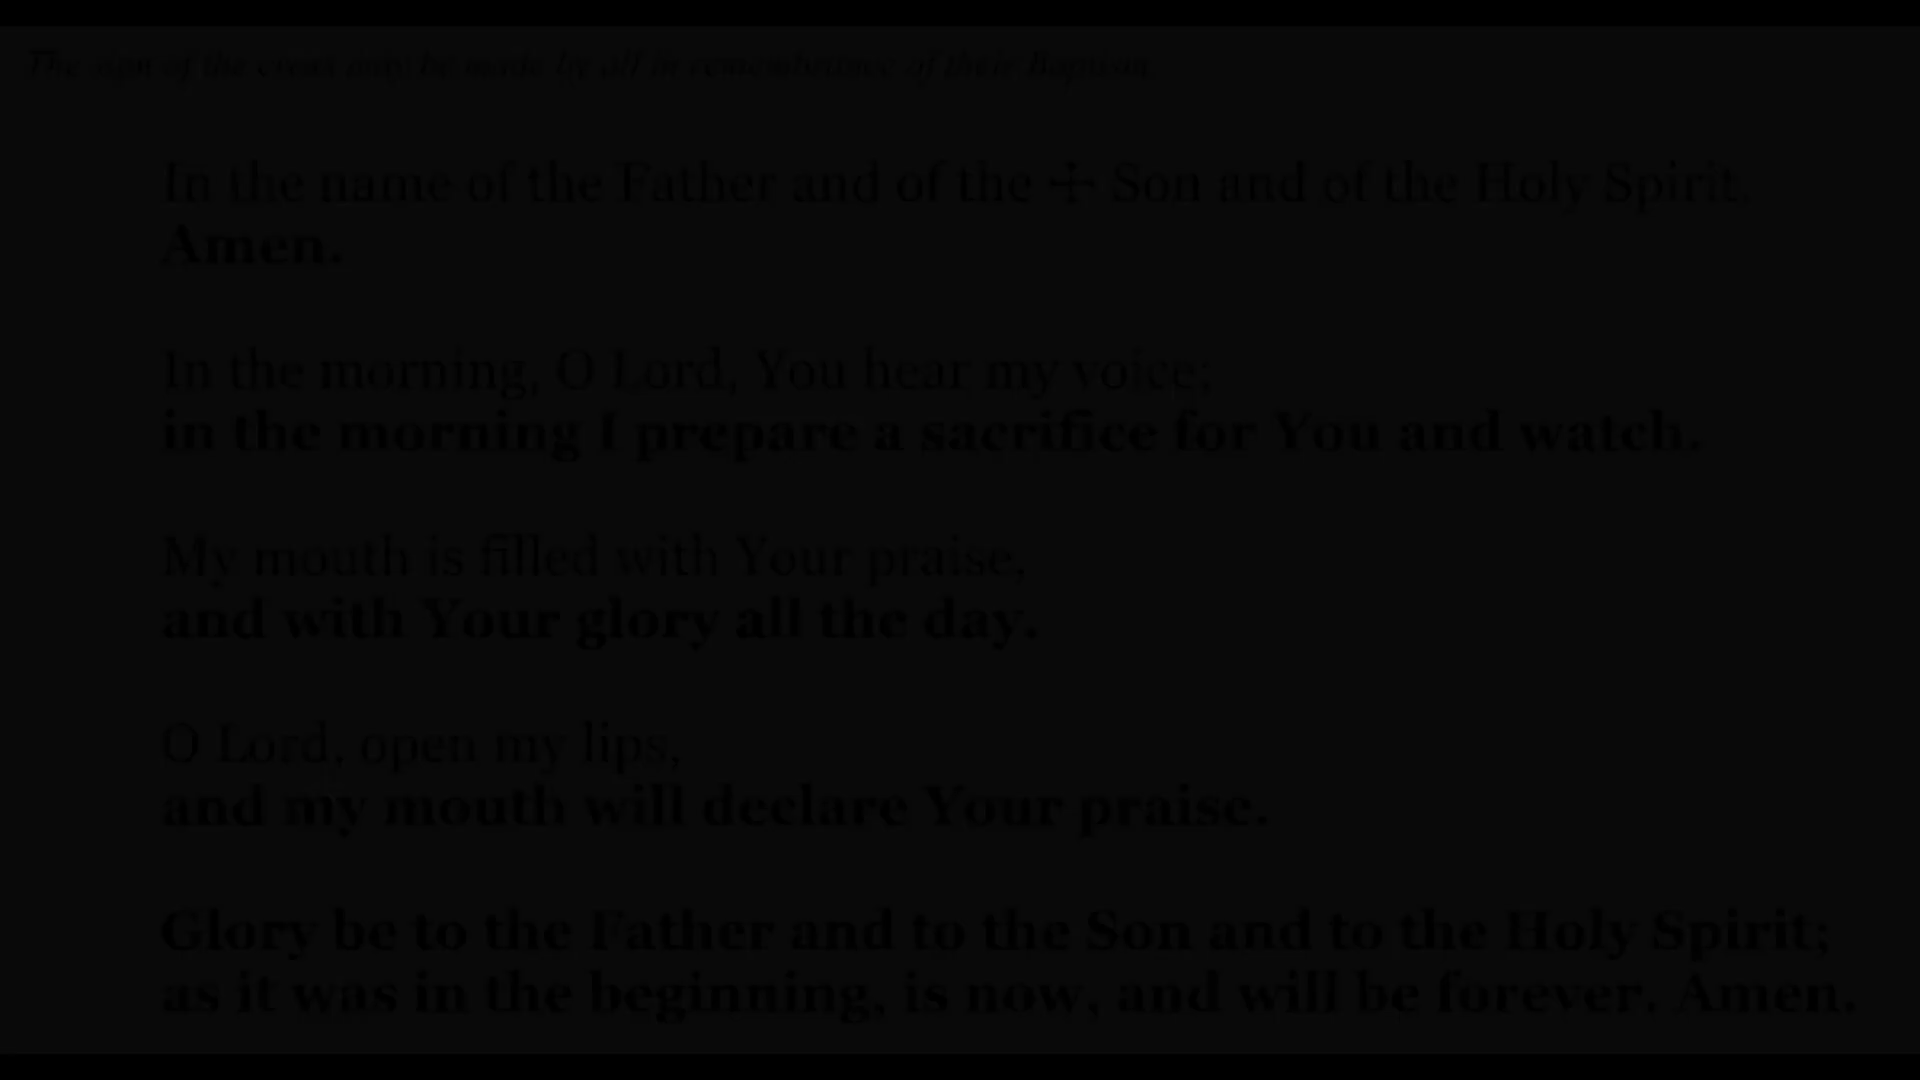 The sign of the cross may be made by all in remembrance of their Baptism.
In the name of the Father and of the ☩ Son and of the Holy Spirit.
Amen.
In the morning, O Lord, You hear my voice;
in the morning I prepare a sacrifice for You and watch.
My mouth is filled with Your praise,
and with Your glory all the day.
O Lord, open my lips,
and my mouth will declare Your praise.
Glory be to the Father and to the Son and to the Holy Spirit;
as it was in the beginning, is now, and will be forever. Amen.